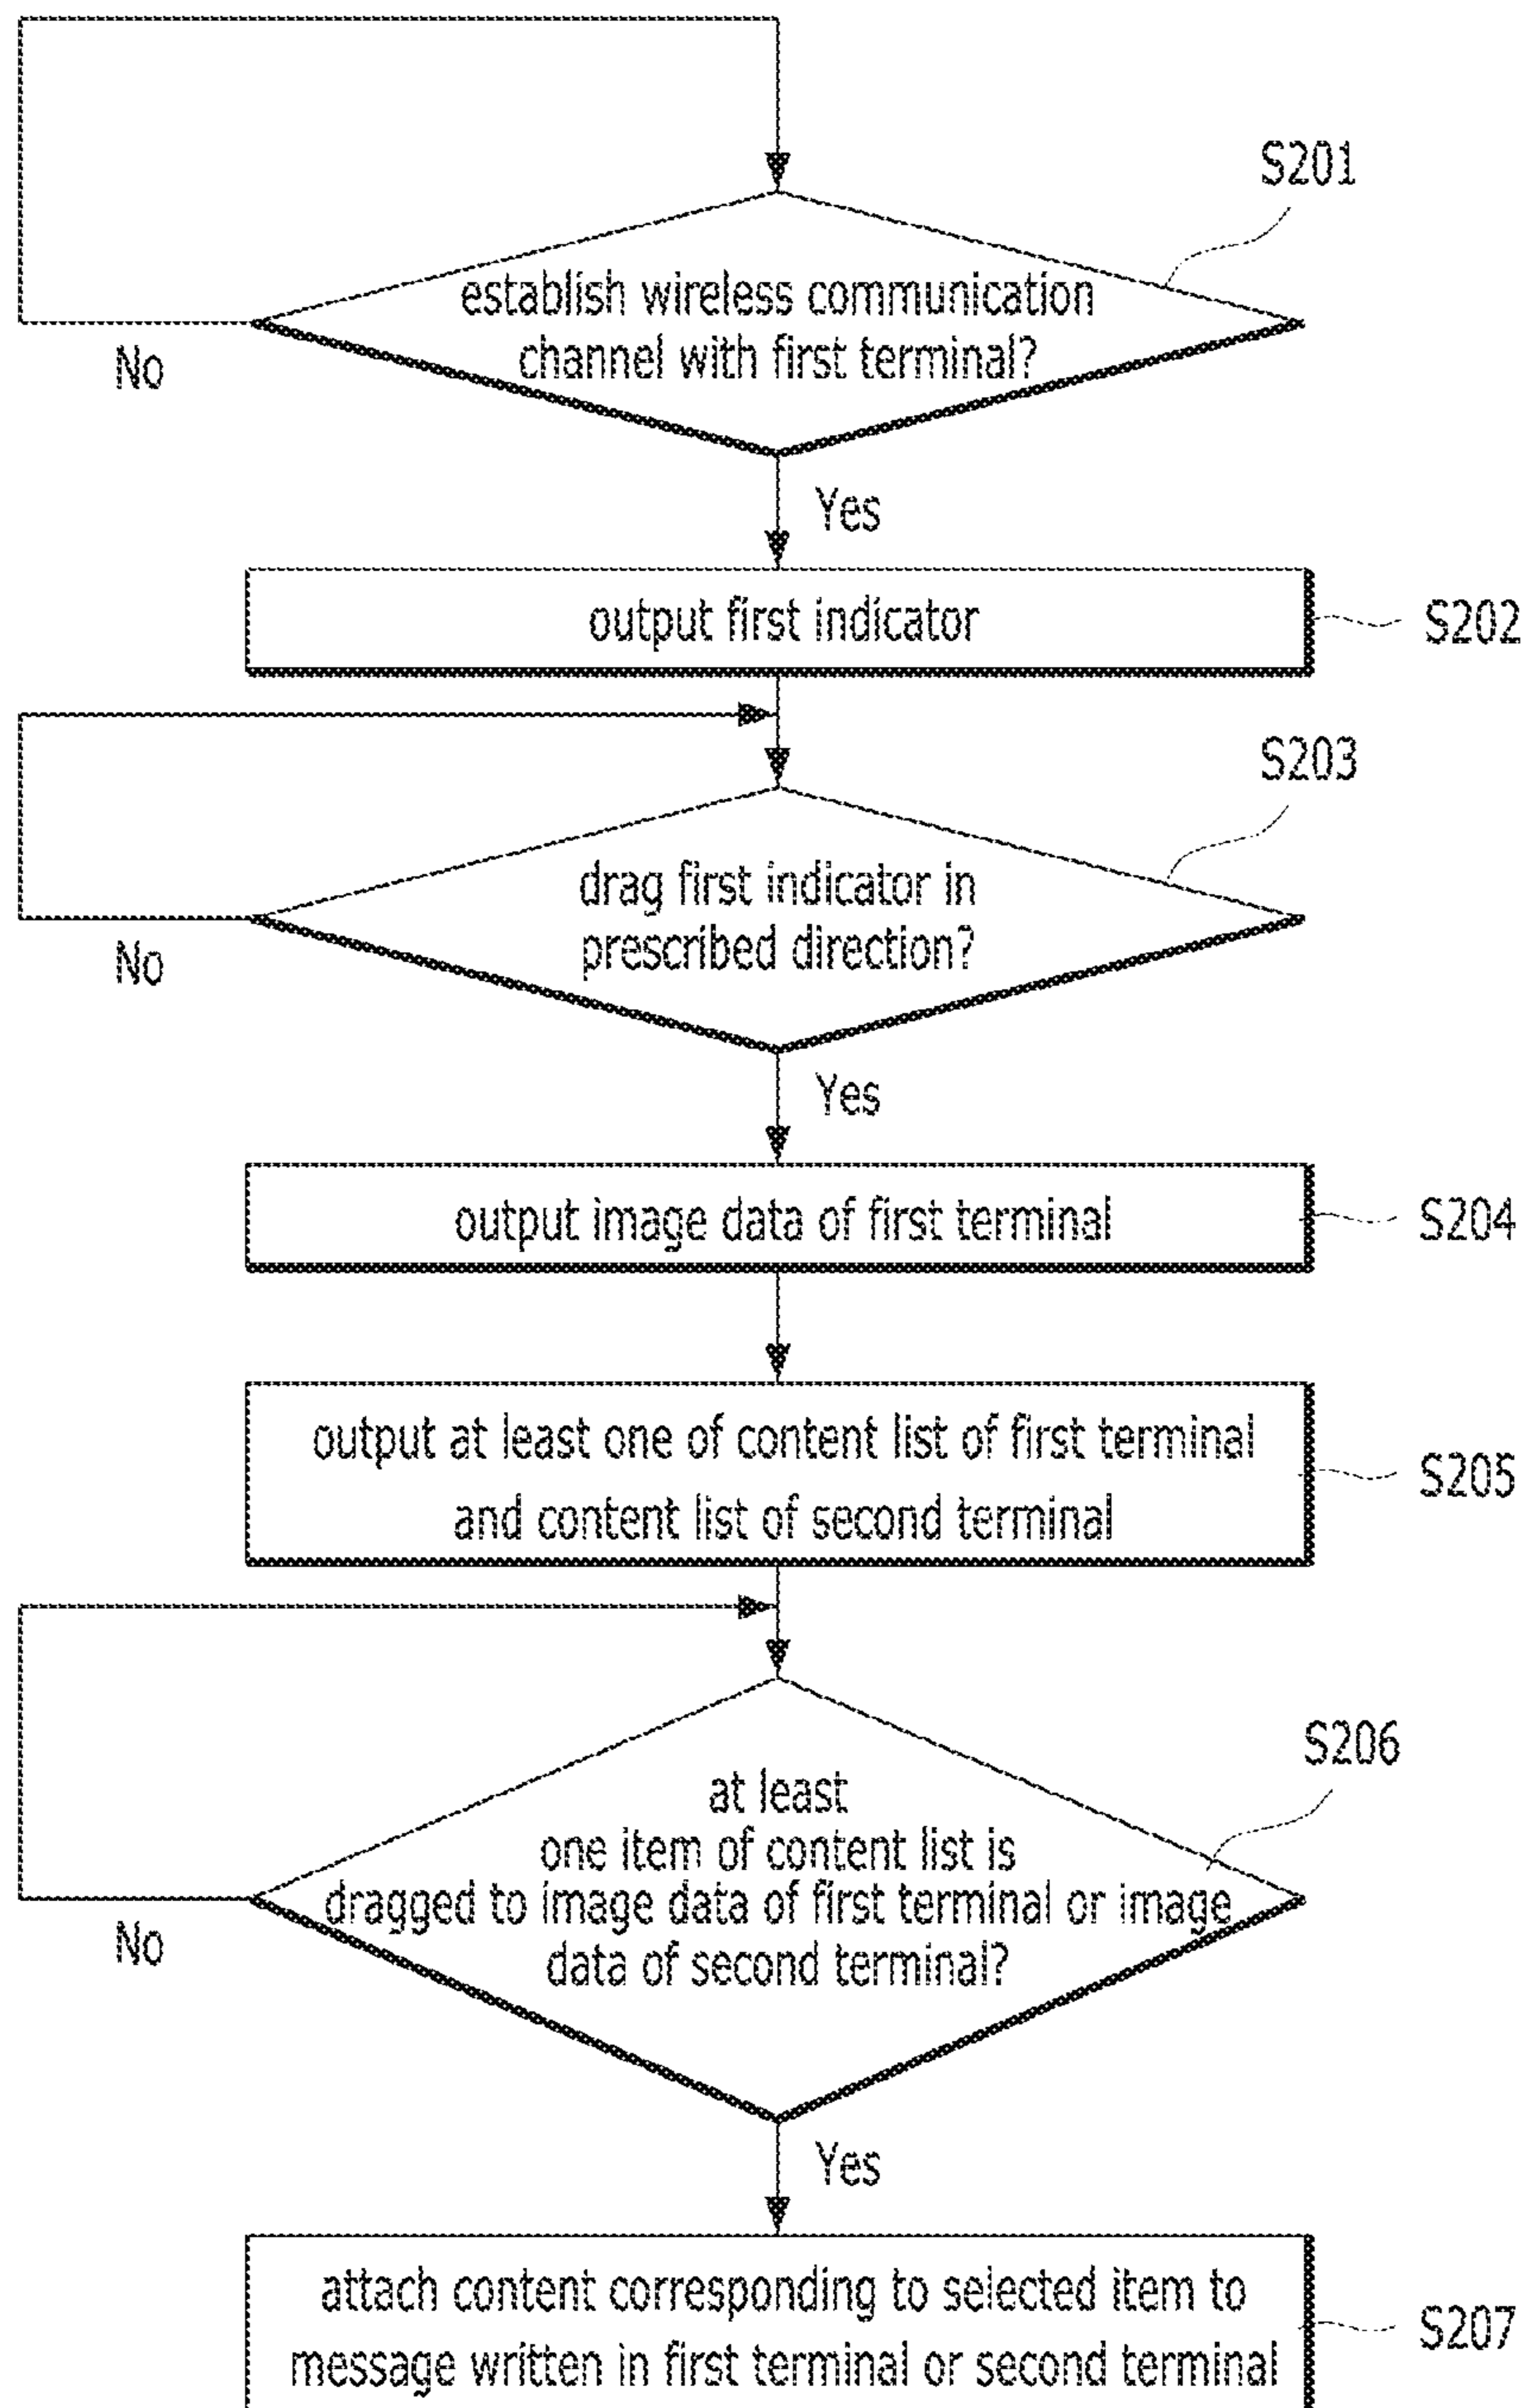 S201
establish wireless communication
channel with first terminal?
No
Yes
output first indicator
S202
S203
drag first indicator in
prescribed direction?
No
Yes
output image data of first terminal
S204
output at least one of content list of first terminal
and content list of second terminal
S205
S206
at least
one item of content list is
dragged to image data of first terminal or image
data of second terminal?
No
Yes
attach content corresponding to selected item to
message written in first terminal or second terminal
S207